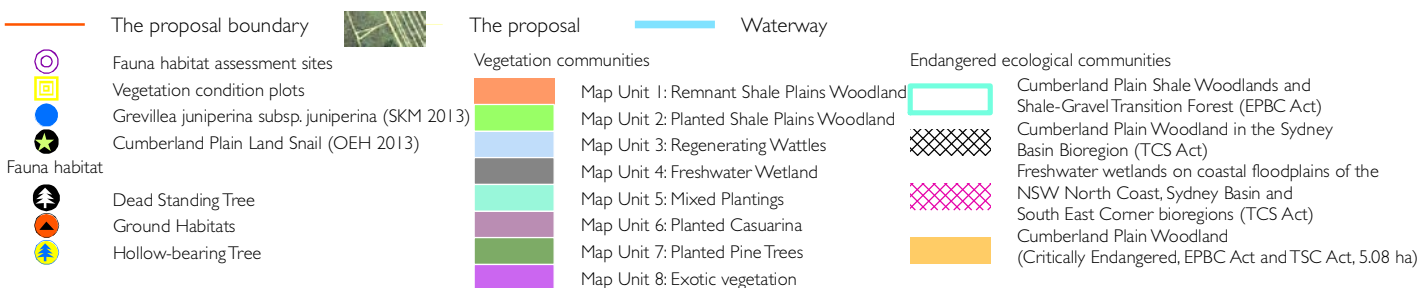 The proposal boundary
The proposal
Waterway
Fauna habitat assessment sites
Vegetation condition plots
Grevillea juniperina subsp. juniperina (SKM 2013)
Cumberland Plain Land Snail (OEH 2013)
Fauna habitat
Dead Standing Tree
Ground Habitats
Hollow-bearing Tree
Vegetation communities
Map Unit 1: Remnant Shale Plains Woodland
Map Unit 2: Planted Shale Plains Woodland
Map Unit 3: Regenerating Wattles
Map Unit 4: Freshwater Wetland
Map Unit 5: Mixed Plantings
Map Unit 6: Planted Casuarina
Map Unit 7: Planted Pine Trees
Map Unit 8: Exotic vegetation
Endangered ecological communities
Cumberland Plain Shale Woodlands and
Shale-Gravel Transition Forest (EPBC Act)
Cumberland Plain Woodland in the Sydney
Basin Bioregion (TCS Act)
Freshwater wetlands on coastal floodplains of the
NSW North Coast, Sydney Basin and
South East Corner bioregions (TCS Act)
Cumberland Plain Woodland
(Critically Endangered, EPBC Act and TSC Act, 5.08 ha)